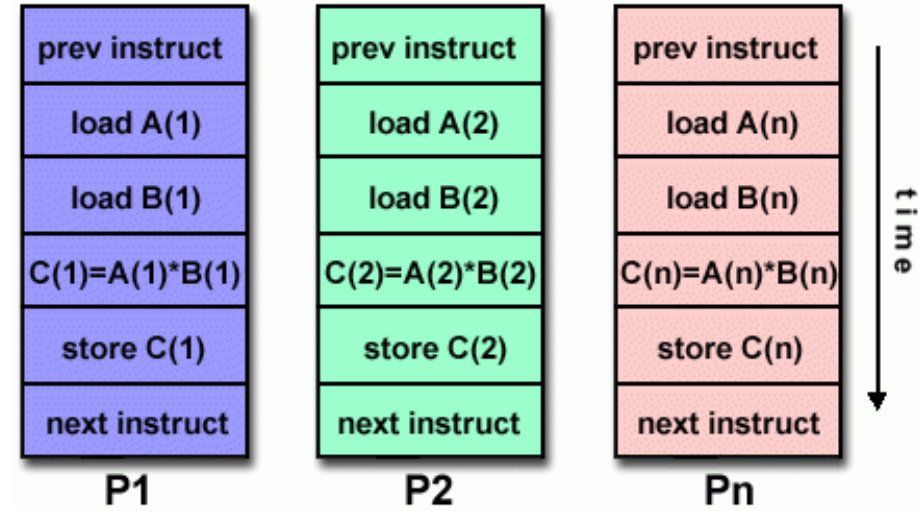 prev instruct
load A(1)
load B(1)
C(1)=A(1)*B(1)
store C(1)
next instruct
P1
prev instruct
load A(2)
load B(2)
C(2)=A(2)*B(2)
store C(2)
next instruct
P2
prev instruct
load A(n)
load B(n)
C(n)=A(n)*B(n)
store C(n)
next instruct
Pn
time